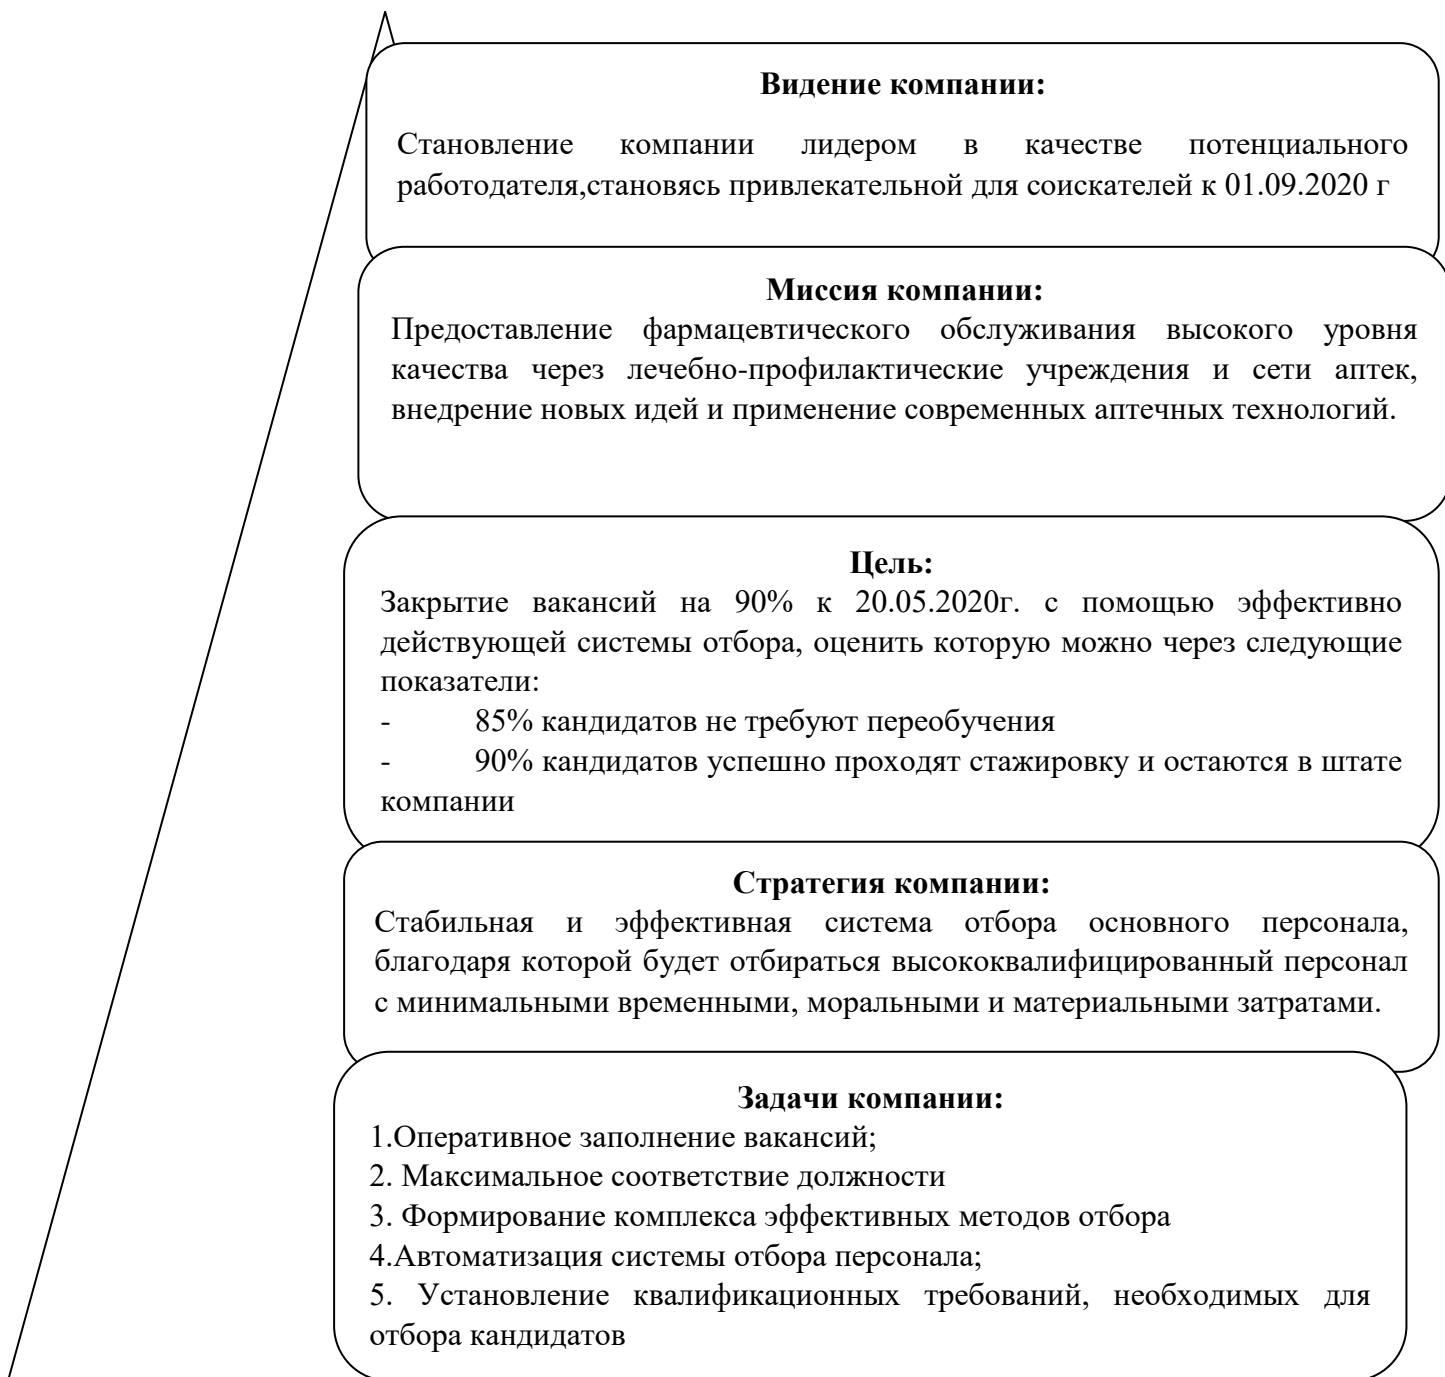 Видение компании:
Становление компании лидером в качестве потенциального
работодателя,становясь привлекательной для соискателей к 01.09.2020 г
Миссия компании:
Предоставление фармацевтического обслуживания высокого уровня
качества через лечебно-профилактические учреждения и сети аптек,
внедрение новых идей и применение современных аптечных технологий.
Цель:
Закрытие вакансий на 90% к 20.05.2020г. с помощью эффективно
действующей системы отбора, оценить которую можно через следующие
показатели:
- 85% кандидатов не требуют переобучения
- 90% кандидатов успешно проходят стажировку и остаются в штате
компании
Стратегия компании:
Стабильная и эффективная система отбора основного персонала,
благодаря которой будет отбираться высококвалифицированный персонал
с минимальными временными, моральными и материальными затратами.
Задачи компании:
1.Оперативное заполнение вакансий;
2. Максимальное соответствие должности
3. Формирование комплекса эффективных методов отбора
4.Автоматизация системы отбора персонала;
5. Установление квалификационных требований, необходимых для
отбора кандидатов